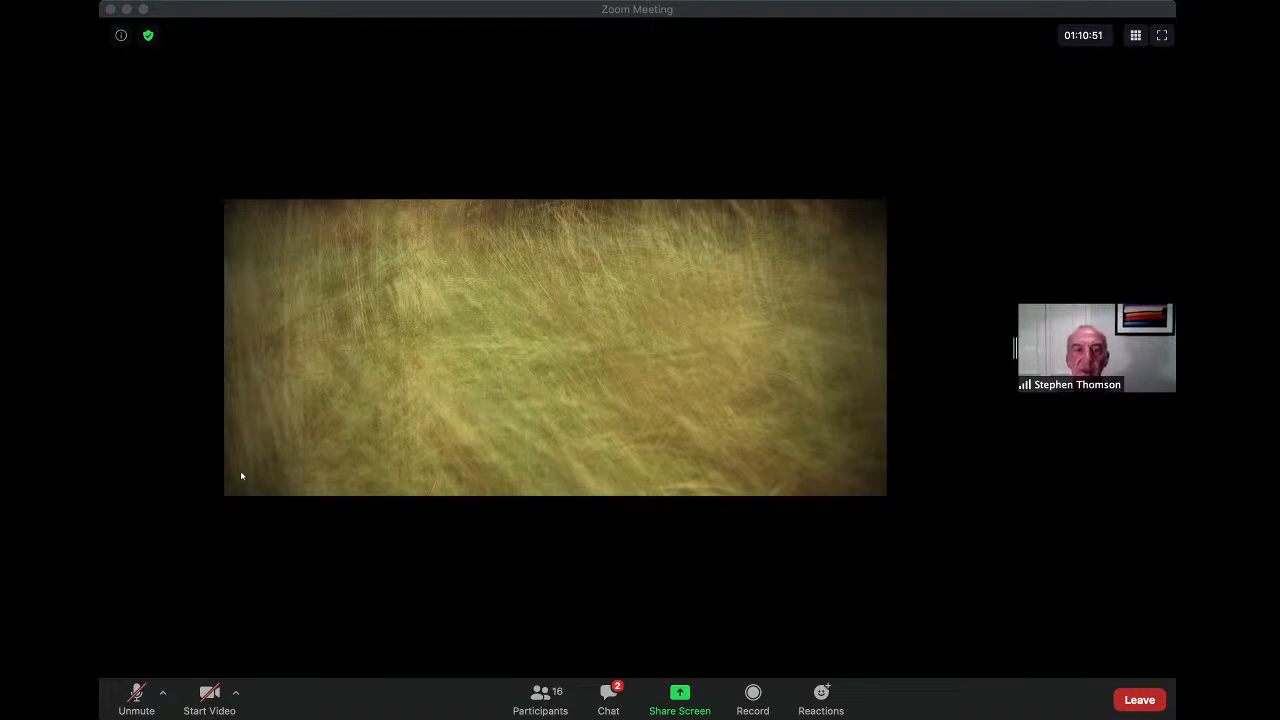 Zoom Meeting
01:10:51
Stephen Thomson
16
2
Unmute
Start Video
Participants
Chat
Share Screen
Record
Reactions
Leave